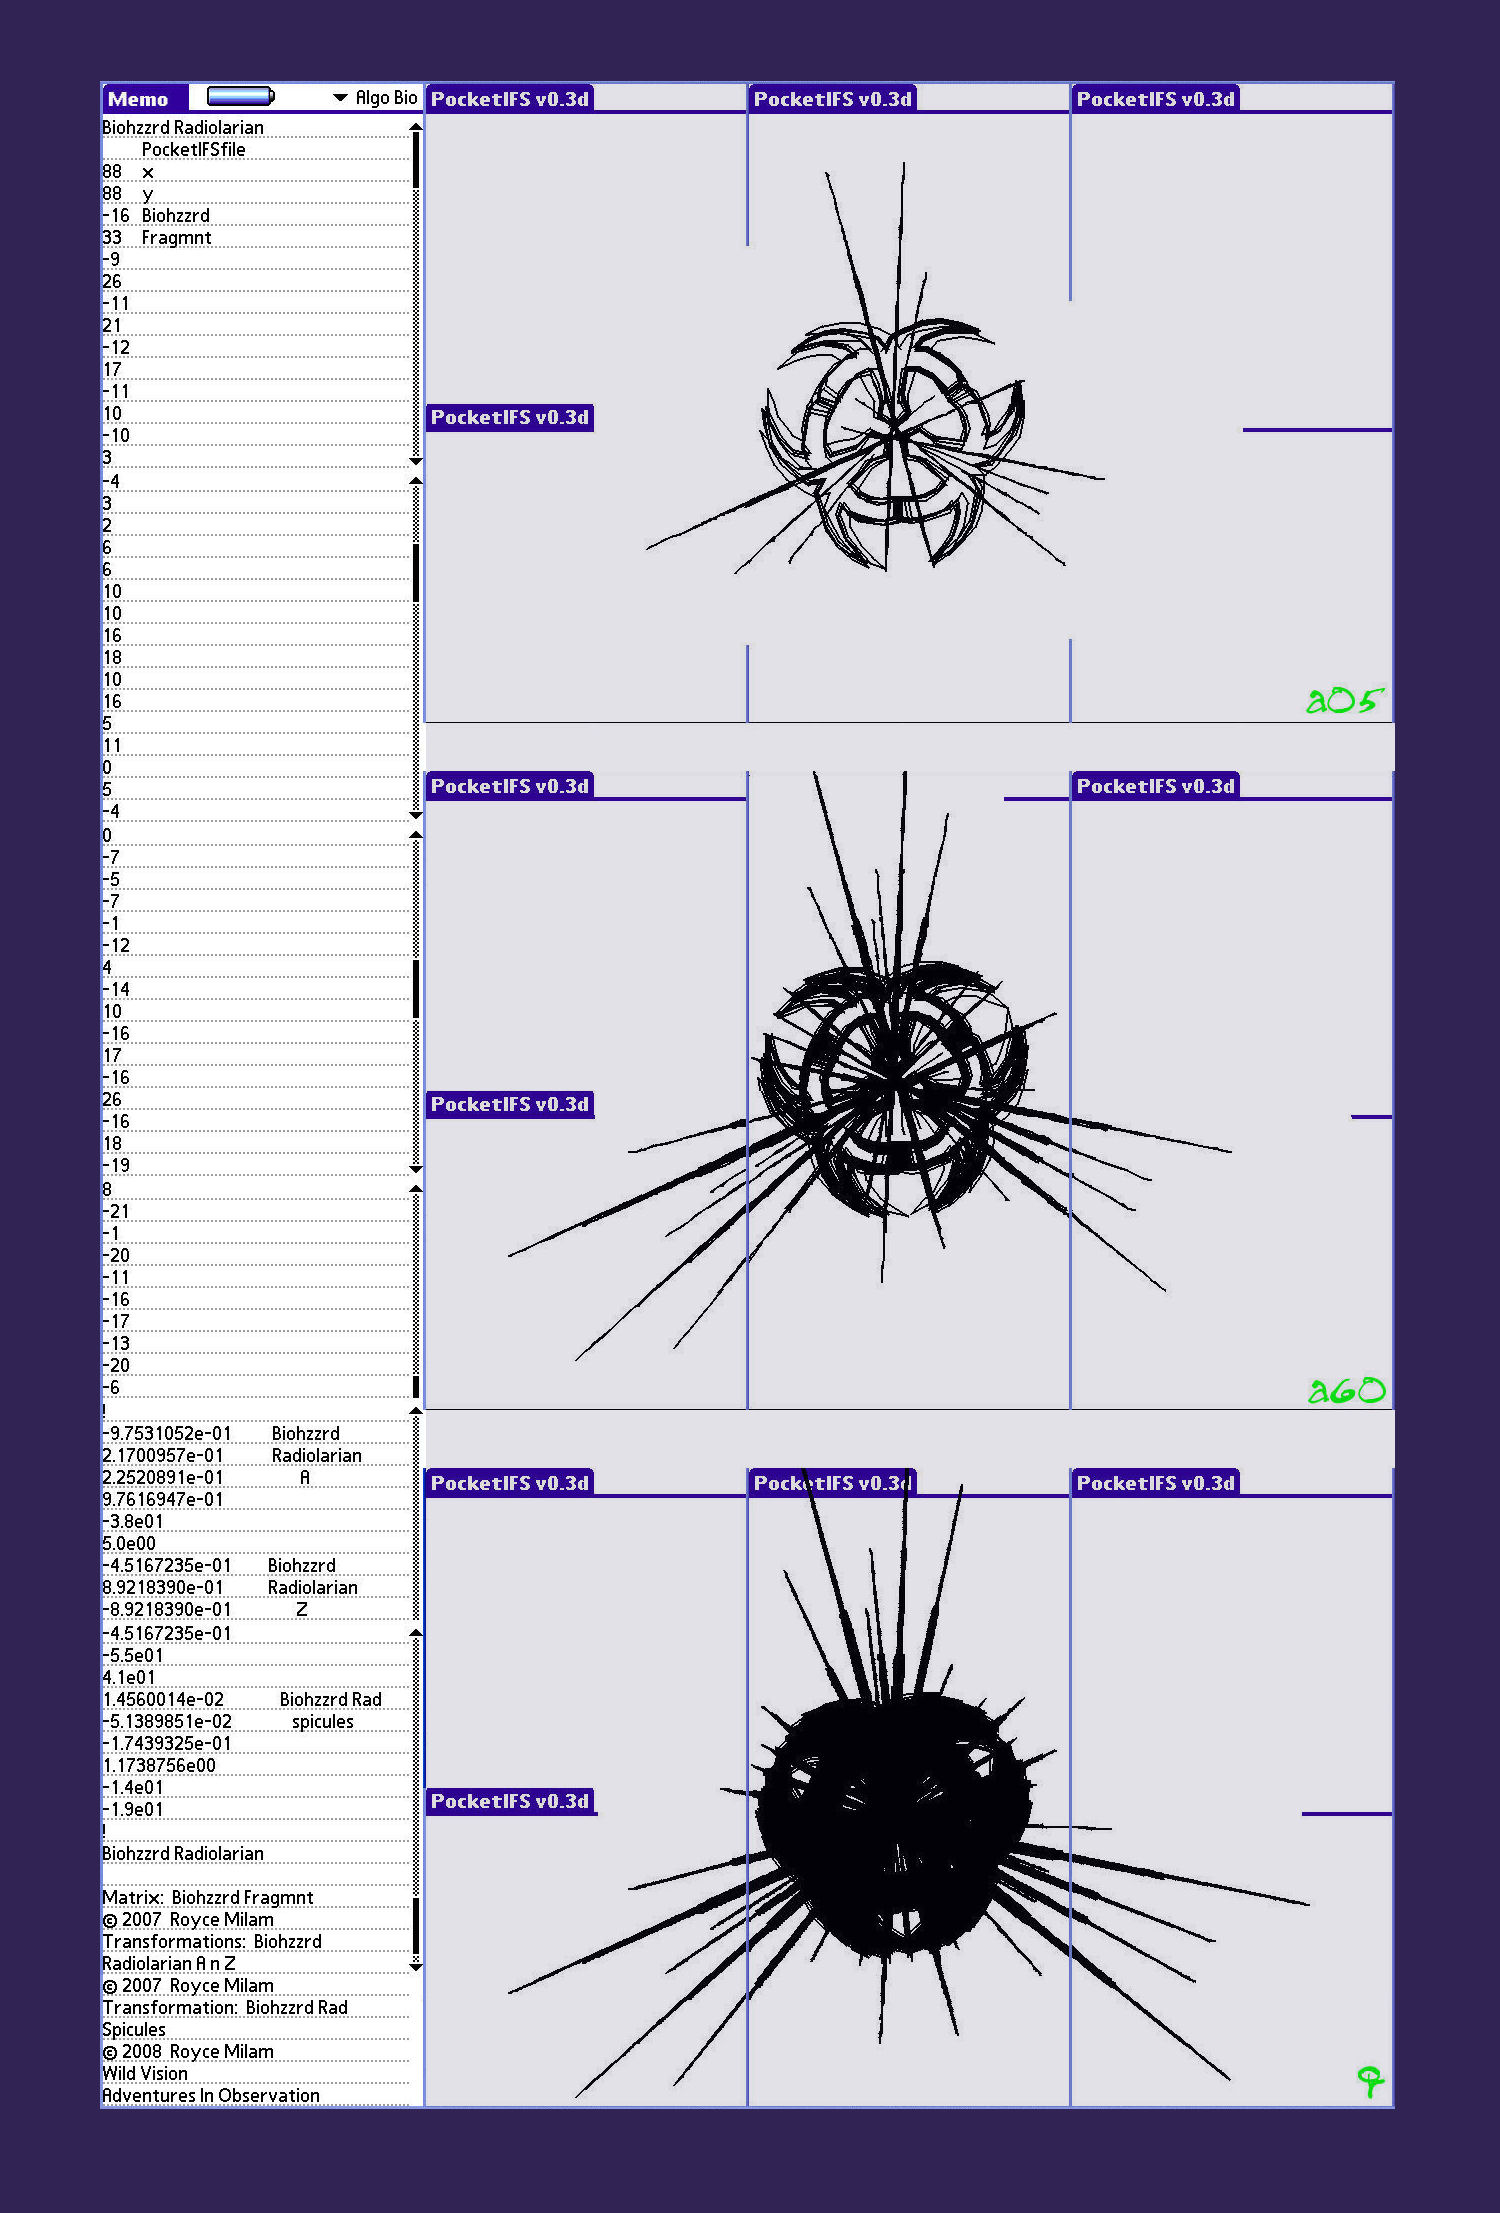 Memo
Algo Bio
Biohzzrd Radiolarian
PocketIFSfile
88 x
88 y
-16 Biohzzrd
33 Fragmnt
-9
26
-11
21
-12
17
-11
10
-10
3
-4
3
2
6
6
10
10
16
18
10
16
5
11
0
5
-4
0
-7
-5
-7
-1
-12
4
-14
10
-16
17
-16
26
-16
18
-19
8
-21
-1
-20
-11
-16
-17
-13
-20
-6
!
-9.7531052e-01 Biohzzrd
2.1700957e-01 Radiolarian
2.2520891e-01 A
9.7616947e-01
-3.8e01
5.0e00
-4.5167235e-01 Biohzzrd
8.9218390e-01 Radiolarian
-8.9218390e-01 Z
-4.5167235e-01
-5.5e01
4.1e01
1.4560014e-02 Biohzzrd Rad
-5.1389851e-02 spicules
-1.7439325e-01
1.1738756e00
-1.4e01
-1.9e01
!
Biohzzrd Radiolarian
Matrix: Biohzzrd Fragmnt
© 2007 Royce Milam
Transformations: Biohzzrd
Radiolarian A n Z
© 2007 Royce Milam
Transformation: Biohzzrd Rad
Spicules
© 2008 Royce Milam
Wild Vision
Adventures In Observation
PocketIFS v0.3d
PocketIFS v0.3d
PocketIFS v0.3d
PocketIFS v0.3d
a05
PocketIFS v0.3d
PocketIFS v0.3d
PocketIFS v0.3d
a60
PocketIFS v0.3d
PocketIFS v0.3d
PocketIFS v0.3d
PocketIFS v0.3d